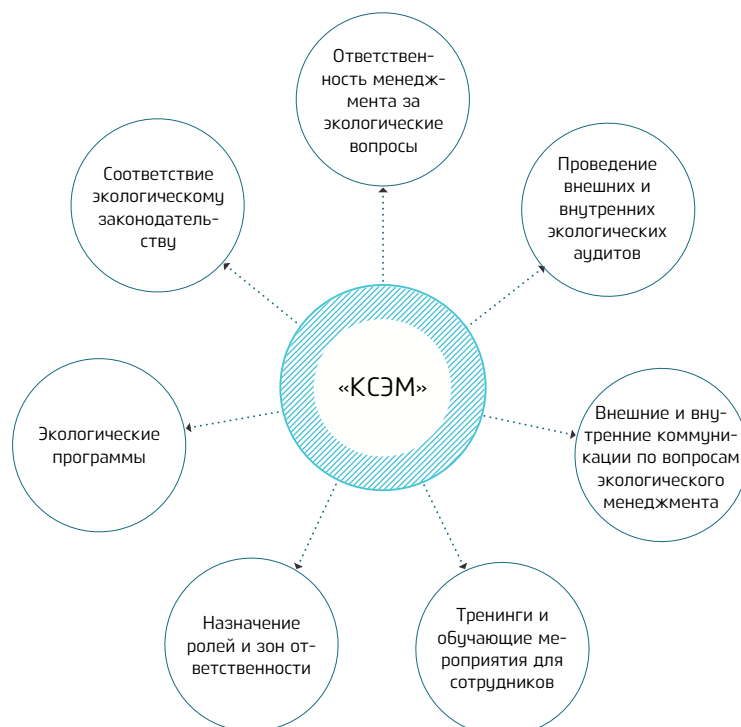 Ответствен-
ность менедж-
мента за
экологические
вопросы
Соответствие
экологическому
законодатель-
ству
Проведение
внешних и
внутренних
экологических
аудитов
«КСЭМ»
Экологические
программы
Внешние и вну-
тренние коммуни-
кации по вопросам
экологического
менеджмента
Назначение
ролей и зон от-
ветственности
Тренинги и
обучающие ме-
роприятия для
сотрудников